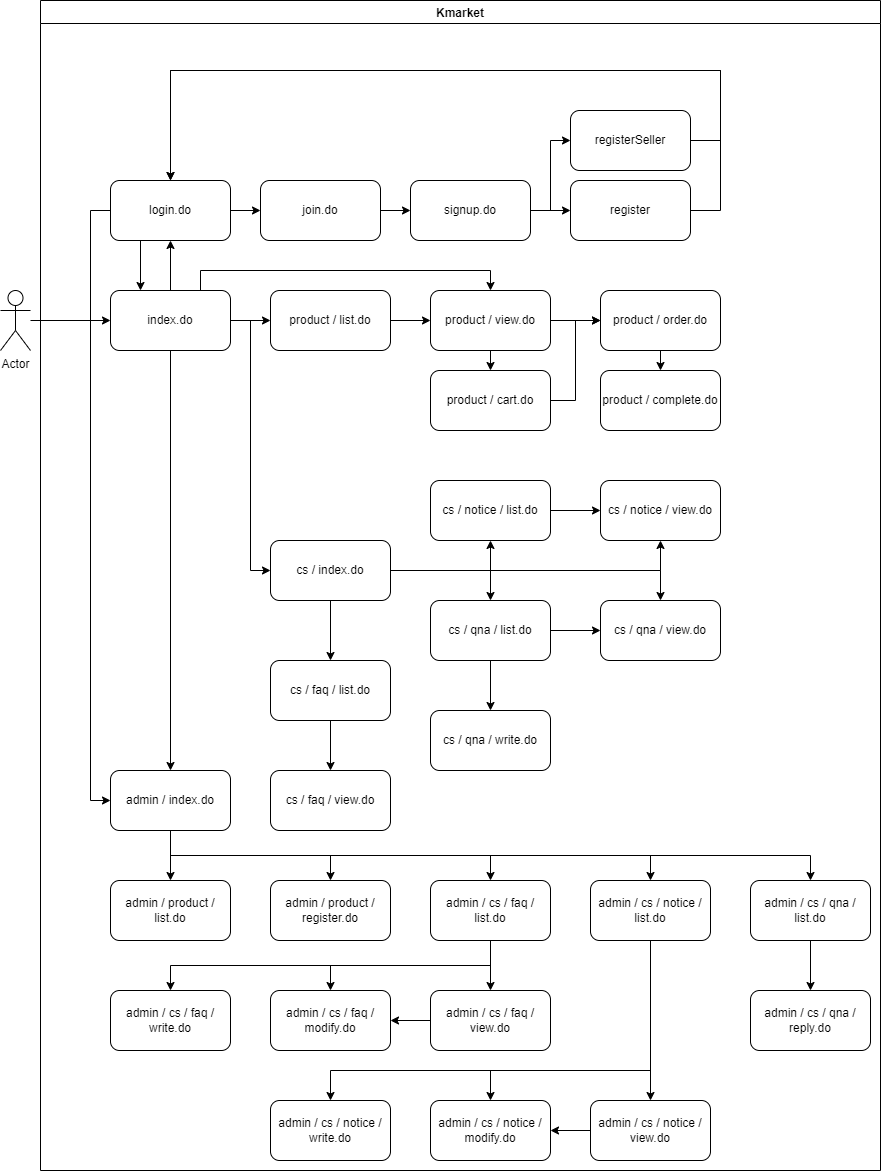 Kmarket
registerSeller
login.do
join.do
signup.do
register
Actor
index.do
product / list.do
product / view.do
product / order.do
product / cart.do
product / complete.do
cs / notice / list.do
cs / notice / view.do
cs / index.do
cs / qna / list.do
cs / qna / view.do
cs / faq / list.do
cs / qna / write.do
admin / index.do
cs / faq / view.do
admin / product /
list.do
admin / product /
register.do
admin / cs / faq /
list.do
admin / cs / notice /
list.do
admin / cs / qna /
list.do
admin / cs / faq /
write.do
admin / cs / faq /
modify.do
admin / cs / faq /
view.do
admin / cs / qna /
reply.do
admin / cs / notice /
write.do
admin / cs / notice /
modify.do
admin / cs / notice /
view.do